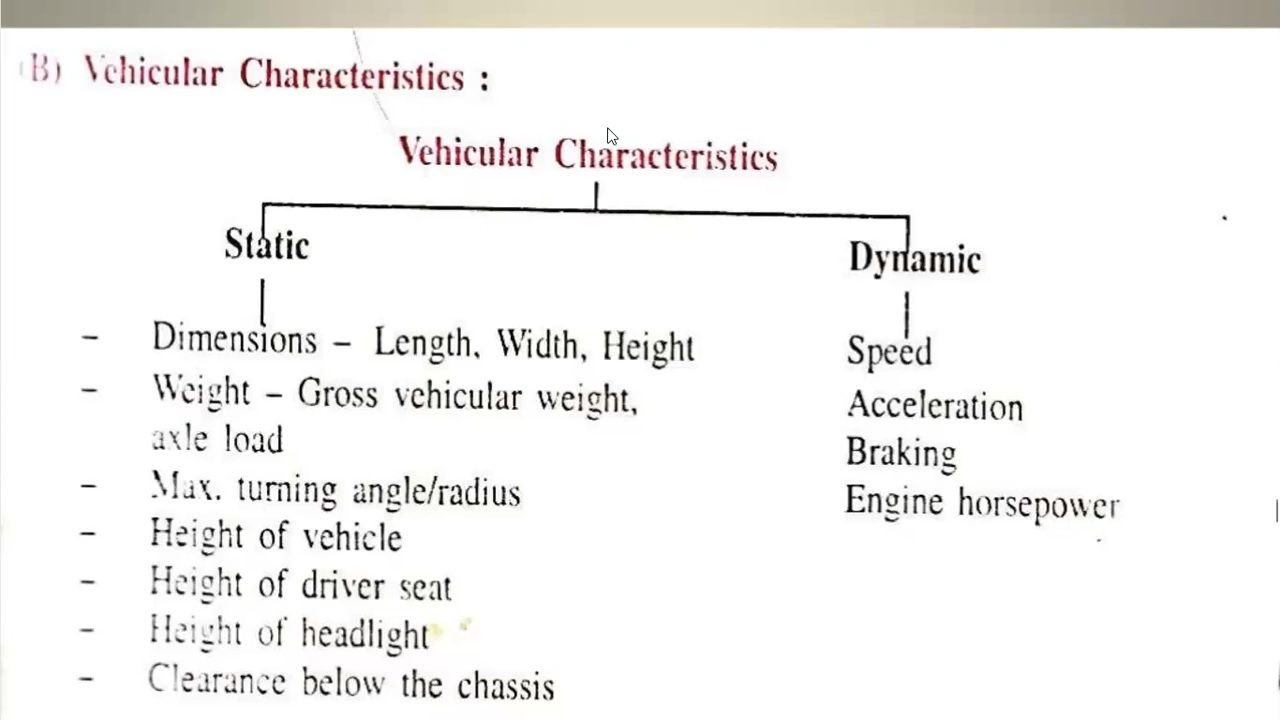 (B) Vehicular Characteristics :
Vehicular Characteristics
Static
Dynamic
- Dimensions – Length, Width, Height
Speed
- Weight – Gross vehicular weight,
Acceleration
axle load
Braking
- Max. turning angle/radius
Engine horsepower
- Height of vehicle
- Height of driver seat
- Height of headlight
- Clearance below the chassis